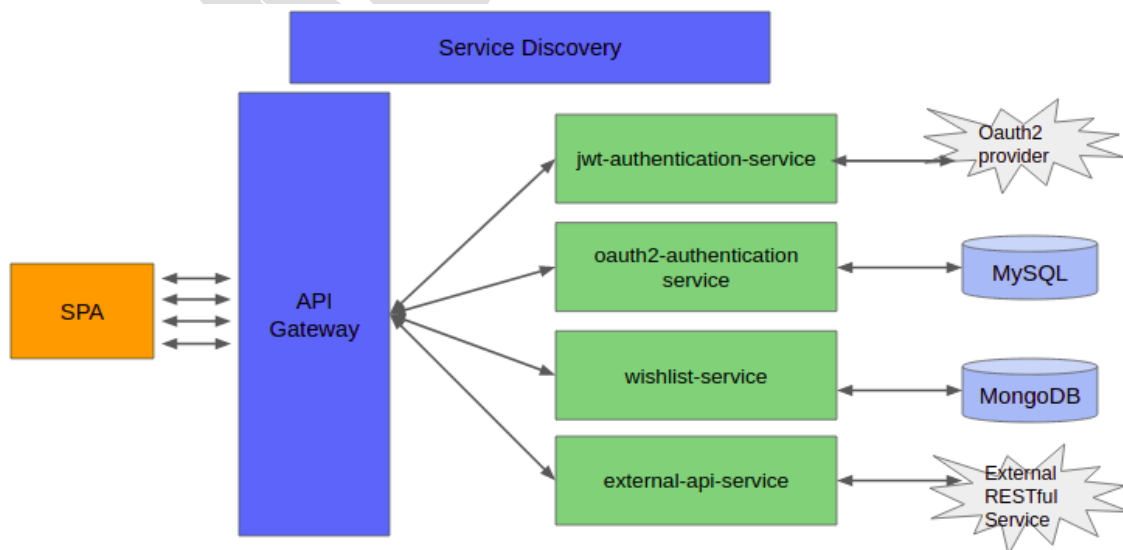 Service Discovery
SPA
API
Gateway
jwt-authentication-service
Oauth2
provider
oauth2-authentication
service
MySQL
wishlist-service
MongoDB
external-api-service
External
RESTful
Service